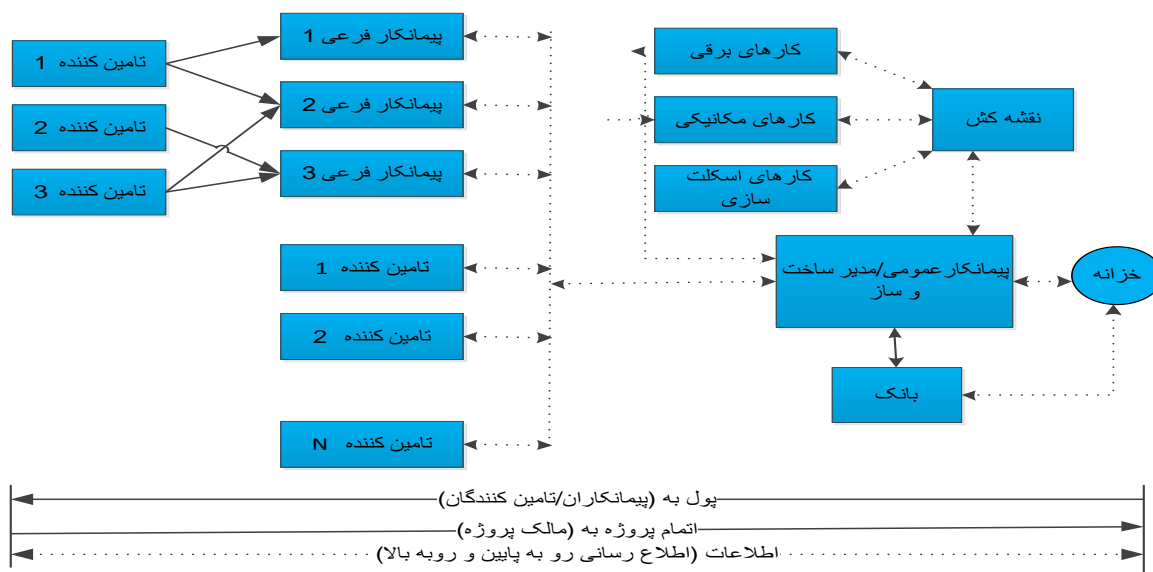 تامین کننده 1
تامین کننده 2
تامین کننده 3
پیمانکار فرعی 1
پیمانکار فرعی 2
پیمانکار فرعی 3
تامین کننده 1
تامین کننده 2
تامین کننده N
کارهای برقی
کارهای مکانیکی
کارهای اسکلت
سازی
نقشه کش
پیمانکارعمومی/مدیر ساخت
و ساز
خزانه
بانک
پول به (پیمانکاران/تامین کنندگان)
اتمام پروژه به (مالک پروژه)
اطلاعات (اطلاع رسانی رو به پایین و روبه بالا)